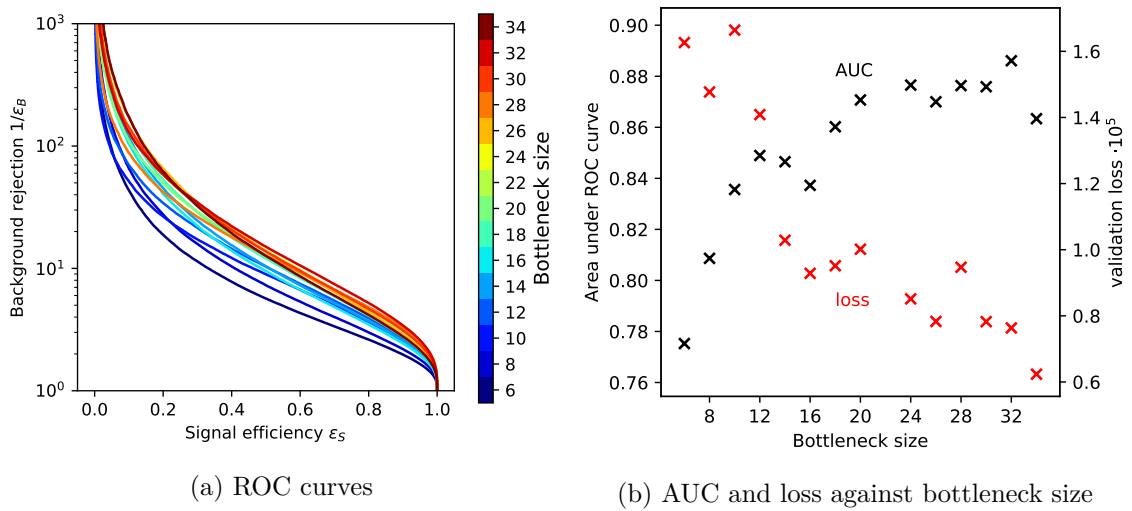 10³
10²
10¹
10⁰
Background rejection 1/ε_B
0.0 0.2 0.4 0.6 0.8 1.0
Signal efficiency ε_S
34
32
30
28
26
24
22
20
18
16
14
12
10
8
6
Bottleneck size
(a) ROC curves
0.90
0.88
0.86
0.84
0.82
0.80
0.78
0.76
Area under ROC curve
AUC
loss
8 12 16 20 24 28 32
Bottleneck size
1.6
1.4
1.2
1.0
0.8
0.6
validation loss ·10⁵
(b) AUC and loss against bottleneck size